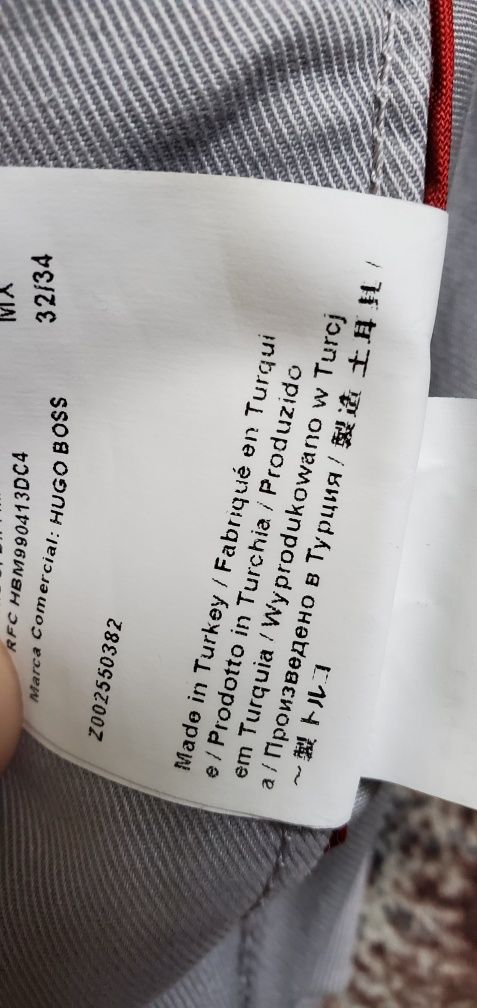 MX
32/34
RFC HBM990413DC4
Marca Comercial: HUGO BOSS
Z002550382
Made in Turkey / Fabriqué en Turqui
e / Prodotto in Turchia / Produzido
em Turquia / Wyprodukowano w Turcj
a / Произведено в Турция / 製造 土耳其 /
～製 トルコ